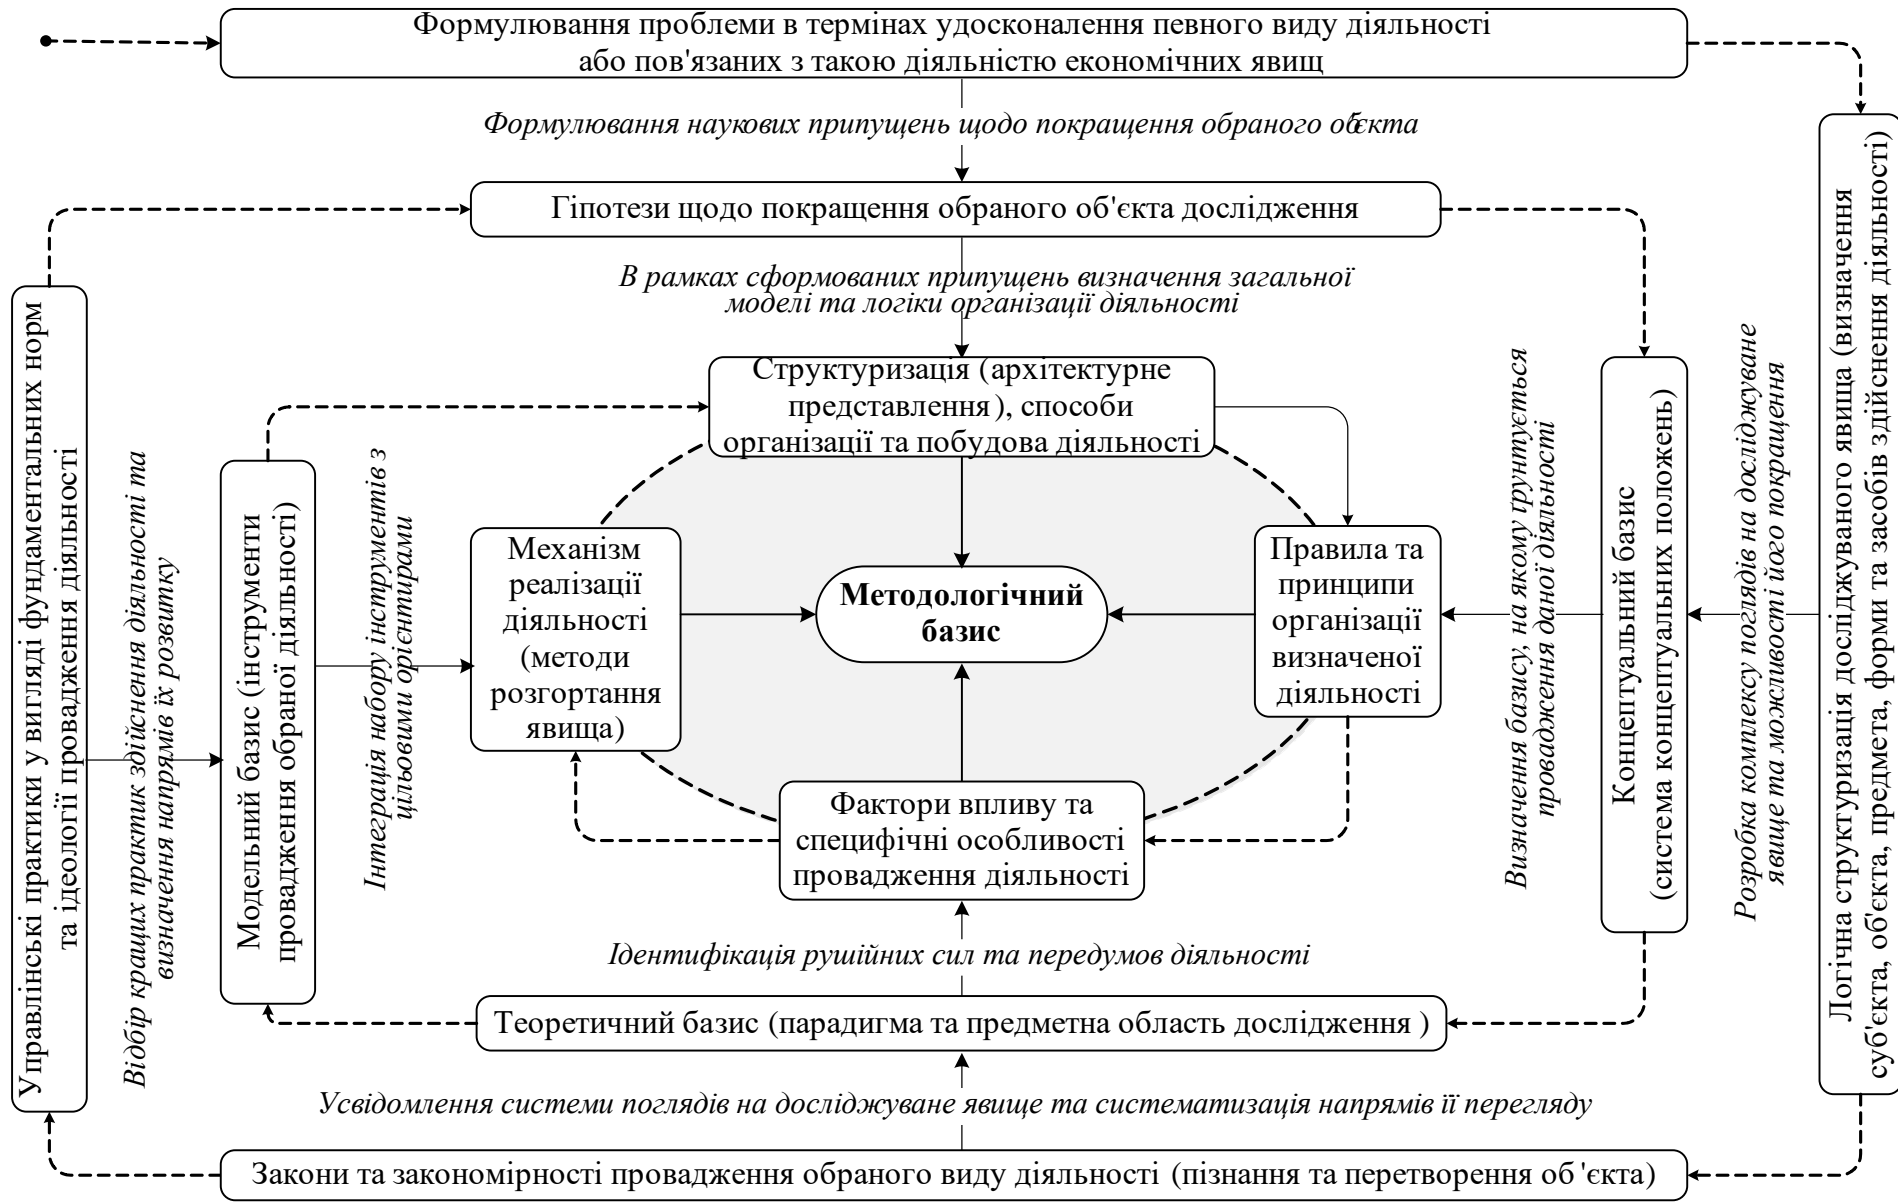 Формулювання проблеми в термінах удосконалення певного виду діяльності
або пов'язаних з такою діяльністю економічних явищ
Формулювання наукових припущень щодо покращення обраного об'єкта
Гіпотези щодо покращення обраного об'єкта дослідження
В рамках сформованих припущень визначення загальної
моделі та логіки організації діяльності
Структуризація (архітектурне
представлення), способи
організації та побудова діяльності
Управлінські практики у вигляді фундаментальних норм
та ідеології провадження діяльності
Відбір кращих практик здійснення діяльності та
визначення напрямів їх розвитку
Модельний базис (інструменти
провадження обраної діяльності)
Інтеграція набору інструментів з
цільовими орієнтирами
Механізм
реалізації
діяльності
(методи
розгортання
явища)
Методологічний
базис
Правила та
принципи
організації
визначеної
діяльності
Визначення базису, на якому ґрунтується
провадження даної діяльності
Концептуальний базис
(система концептуальних положень)
Розробка комплексу поглядів на досліджуване
явище та можливості його покращення
Логічна структуризація досліджуваного явища (визначення
суб'єкта, об'єкта, предмета, форми та засобів здійснення діяльності)
Фактори впливу та
специфічні особливості
провадження діяльності
Ідентифікація рушійних сил та передумов діяльності
Теоретичний базис (парадигма та предметна область дослідження )
Усвідомлення системи поглядів на досліджуване явище та систематизація напрямів її перегляду
Закони та закономірності провадження обраного виду діяльності (пізнання та перетворення об 'єкта)